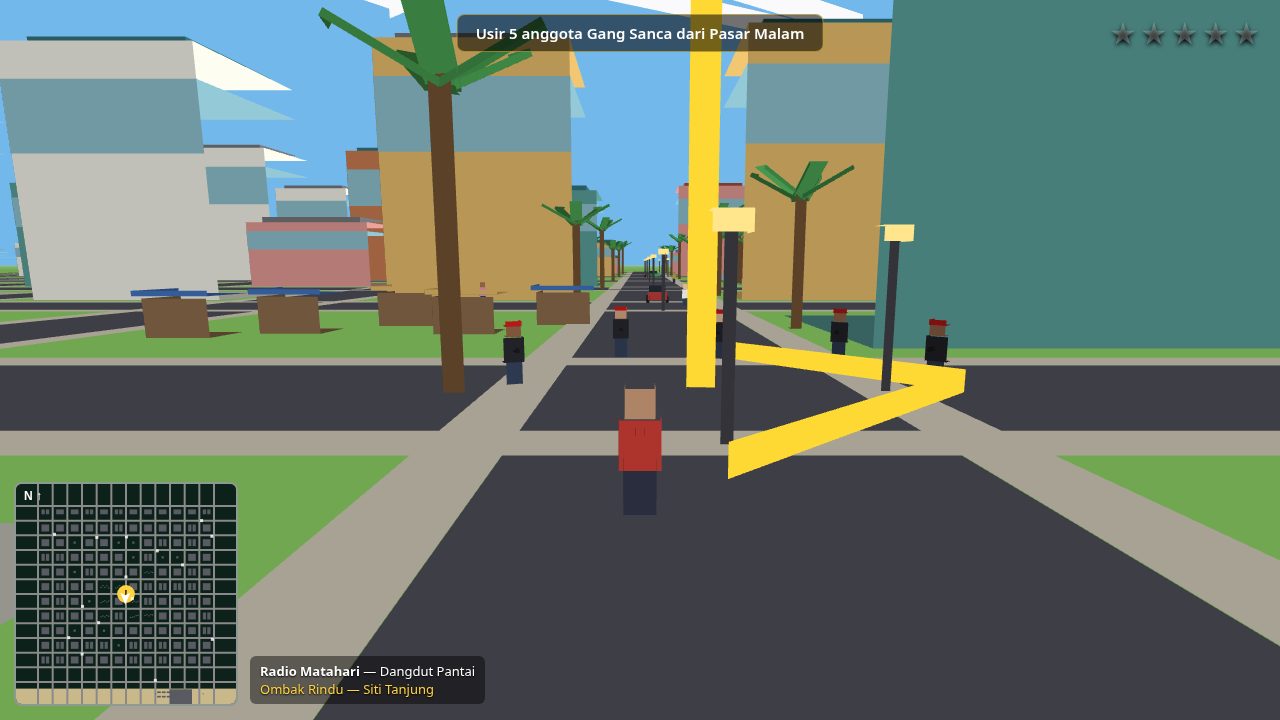 Usir 5 anggota Gang Sanca dari Pasar Malam
N ↑
Radio Matahari — Dangdut Pantai
Ombak Rindu — Siti Tanjung